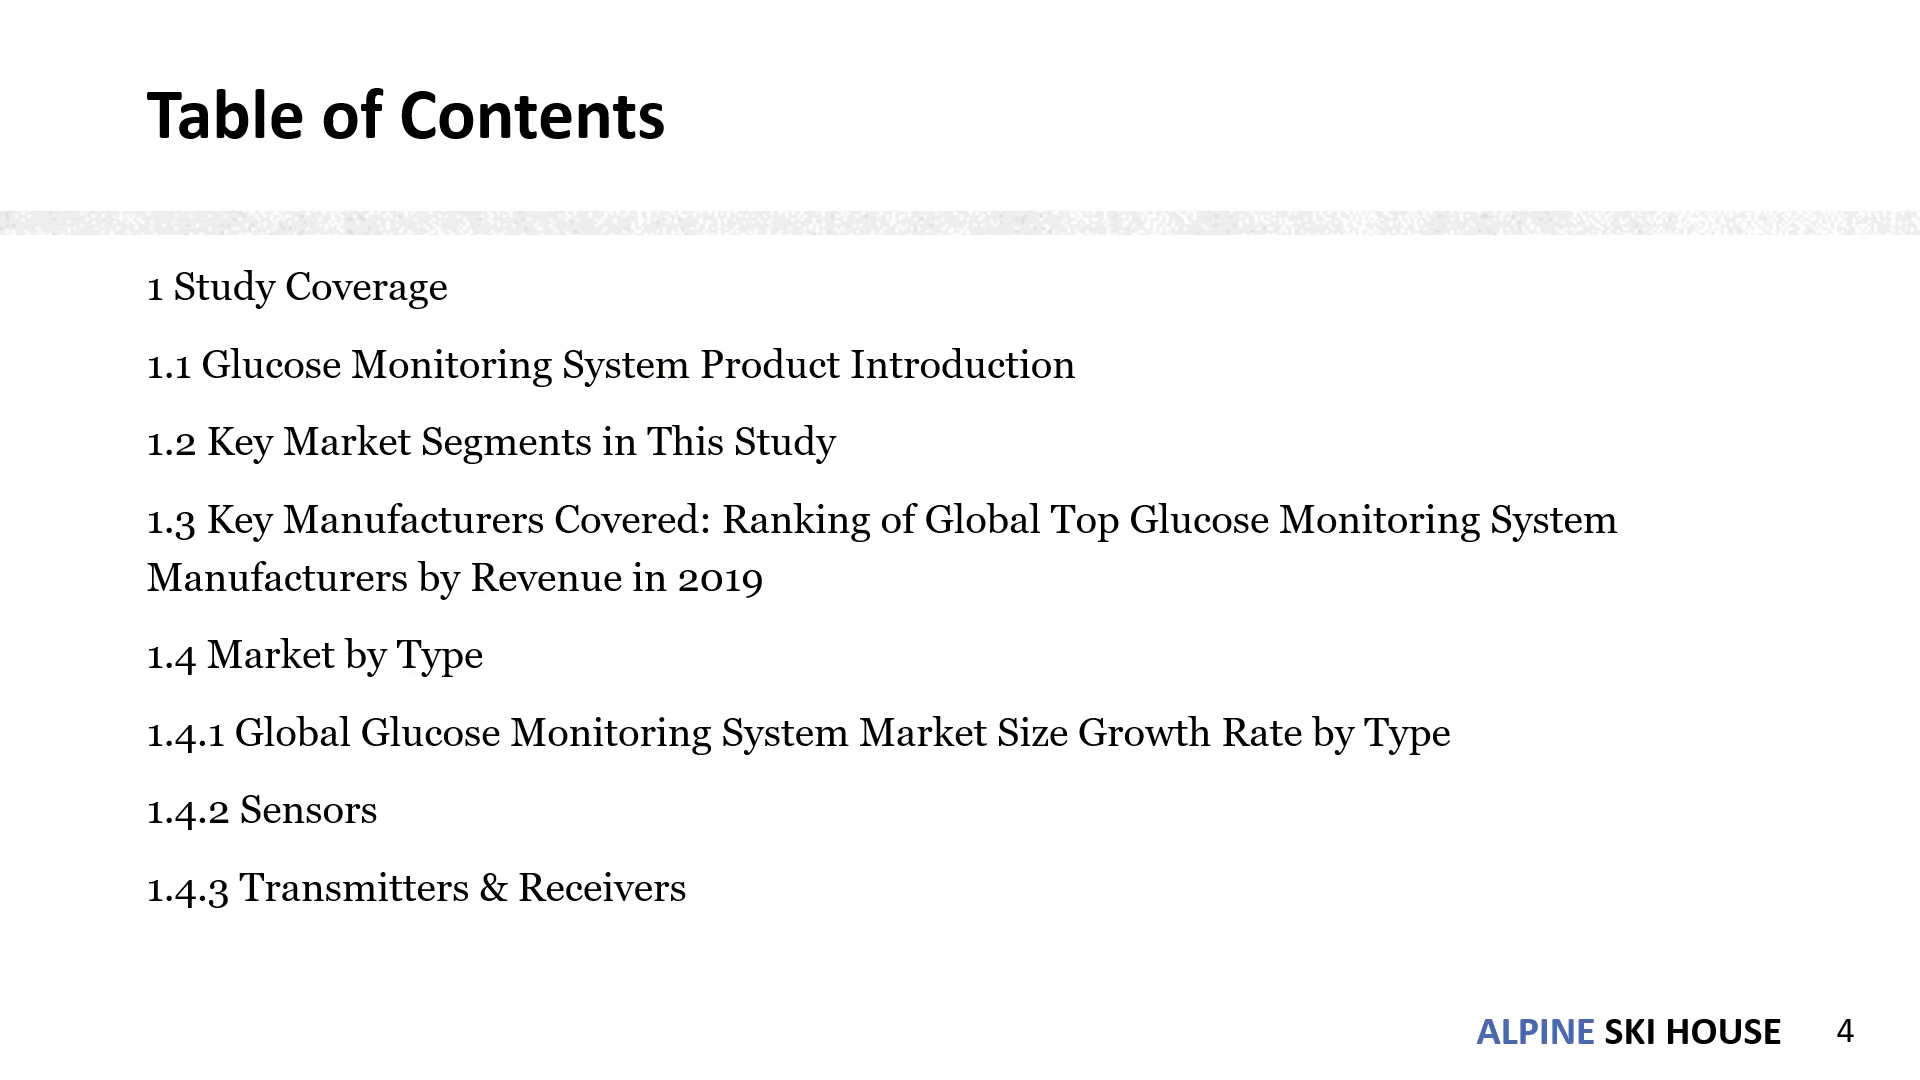 Table of Contents
1 Study Coverage
1.1 Glucose Monitoring System Product Introduction
1.2 Key Market Segments in This Study
1.3 Key Manufacturers Covered: Ranking of Global Top Glucose Monitoring System
Manufacturers by Revenue in 2019
1.4 Market by Type
1.4.1 Global Glucose Monitoring System Market Size Growth Rate by Type
1.4.2 Sensors
1.4.3 Transmitters & Receivers
ALPINE SKI HOUSE 4